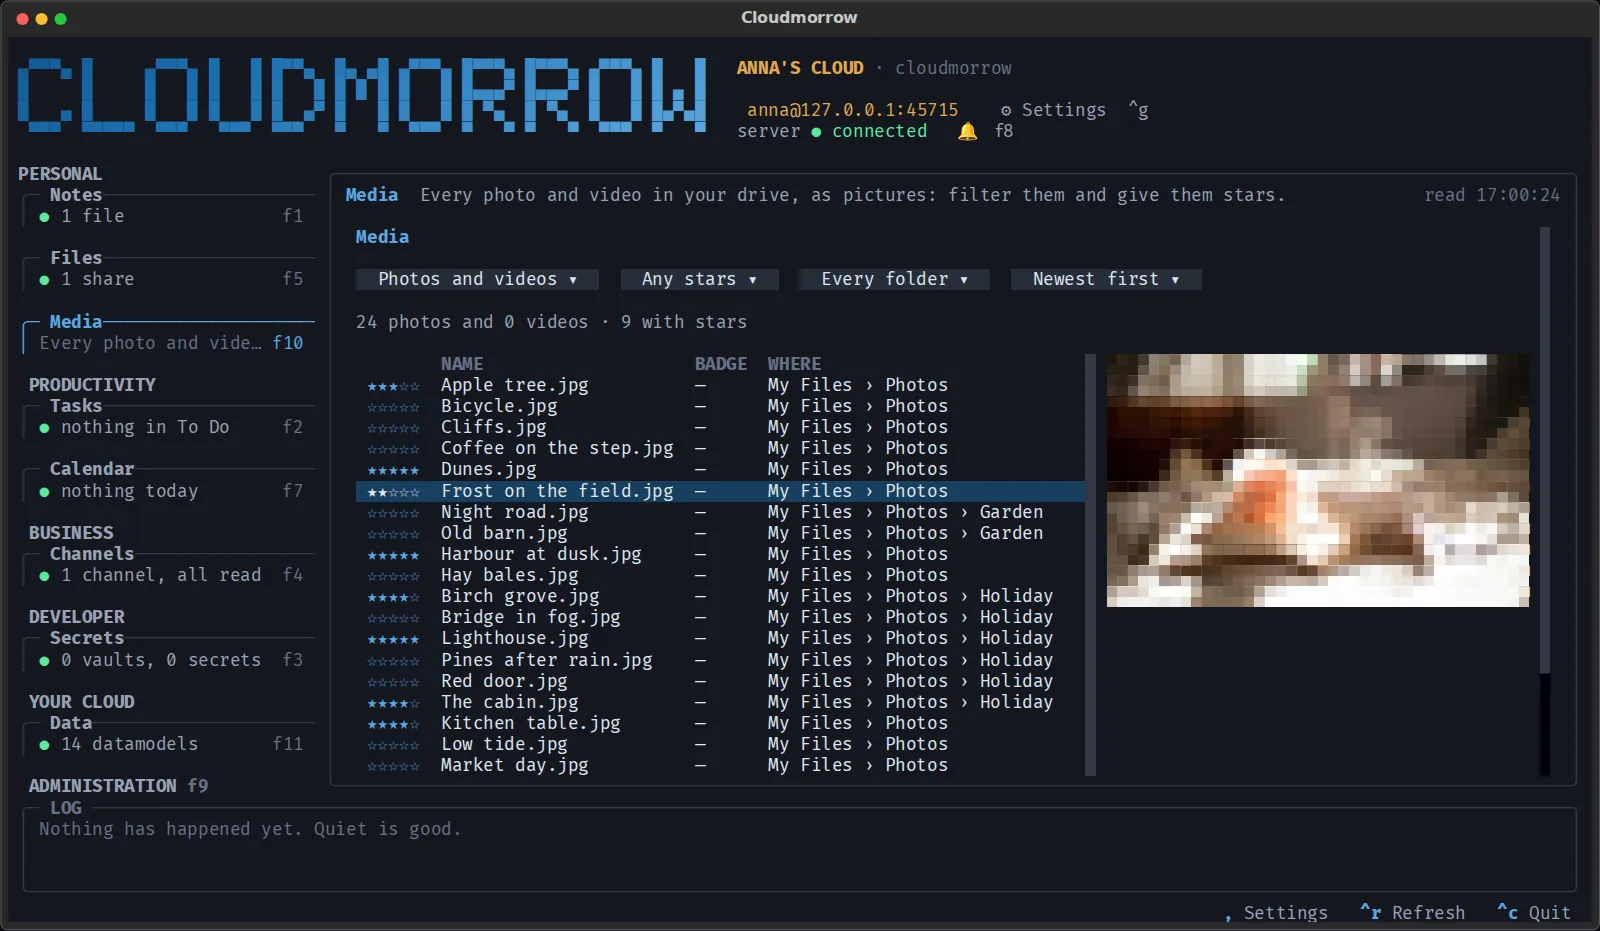 Cloudmorrow
CLOUDMORROW
ANNA'S CLOUD · cloudmorrow
anna@127.0.0.1:45715 ⚙ Settings ^g
server ● connected 🔔 f8
PERSONAL
Notes
● 1 file f1
Files
● 1 share f5
Media
Every photo and vide… f10
PRODUCTIVITY
Tasks
● nothing in To Do f2
Calendar
● nothing today f7
BUSINESS
Channels
● 1 channel, all read f4
DEVELOPER
Secrets
● 0 vaults, 0 secrets f3
YOUR CLOUD
Data
● 14 datamodels f11
ADMINISTRATION f9
Media Every photo and video in your drive, as pictures: filter them and give them stars. read 17:00:24
Media
Photos and videos ▾ Any stars ▾ Every folder ▾ Newest first ▾
24 photos and 0 videos · 9 with stars
NAME BADGE WHERE
★★★☆☆ Apple tree.jpg — My Files › Photos
☆☆☆☆☆ Bicycle.jpg — My Files › Photos
☆☆☆☆☆ Cliffs.jpg — My Files › Photos
☆☆☆☆☆ Coffee on the step.jpg — My Files › Photos
★★★★★ Dunes.jpg — My Files › Photos
★★☆☆☆ Frost on the field.jpg — My Files › Photos
☆☆☆☆☆ Night road.jpg — My Files › Photos › Garden
☆☆☆☆☆ Old barn.jpg — My Files › Photos › Garden
★★★★★ Harbour at dusk.jpg — My Files › Photos
☆☆☆☆☆ Hay bales.jpg — My Files › Photos
★★★★☆ Birch grove.jpg — My Files › Photos › Holiday
☆☆☆☆☆ Bridge in fog.jpg — My Files › Photos › Holiday
★★★★★ Lighthouse.jpg — My Files › Photos › Holiday
☆☆☆☆☆ Pines after rain.jpg — My Files › Photos › Holiday
☆☆☆☆☆ Red door.jpg — My Files › Photos › Holiday
★★★★☆ The cabin.jpg — My Files › Photos › Holiday
★★★★☆ Kitchen table.jpg — My Files › Photos
☆☆☆☆☆ Low tide.jpg — My Files › Photos
☆☆☆☆☆ Market day.jpg — My Files › Photos
LOG
Nothing has happened yet. Quiet is good.
, Settings ^r Refresh ^c Quit